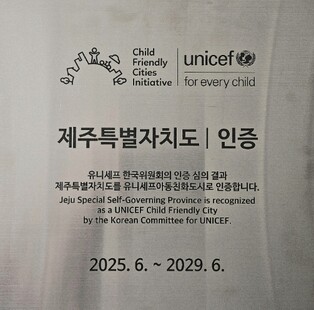 Child
Friendly
Cities
Initiative
unicef
for every child
제주특별자치도 | 인증
유니세프 한국위원회의 인증 심의 결과
제주특별자치도를 유니세프아동친화도시로 인증합니다.
Jeju Special Self-Governing Province is recognized
as a UNICEF Child Friendly City
by the Korean Committee for UNICEF.
2025. 6. ~ 2029. 6.